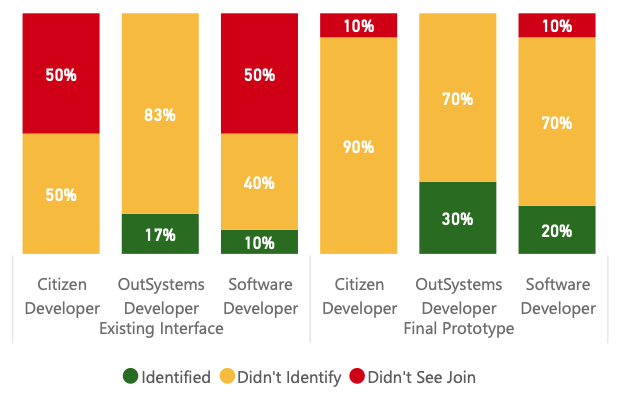 10% 10%
50% 50%
83% 70% 70%
90%
50% 40%
30%
17% 10% 20%
Citizen OutSystems Software Citizen OutSystems Software
Developer Developer Developer Developer Developer Developer
Existing Interface Final Prototype
Identified Didn't Identify Didn't See Join